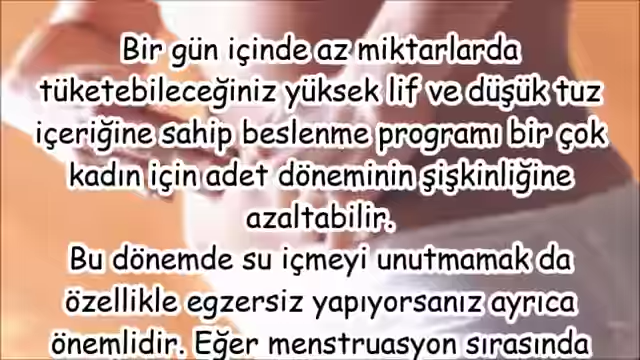 Bir gün içinde az miktarlarda
tüketebileceğiniz yüksek lif ve düşük tuz
içeriğine sahip beslenme programı bir çok
kadın için adet döneminin şişkinliğine
azaltabilir.
Bu dönemde su içmeyi unutmamak da
özellikle egzersiz yapıyorsanız ayrıca
önemlidir. Eğer menstruasyon sırasında